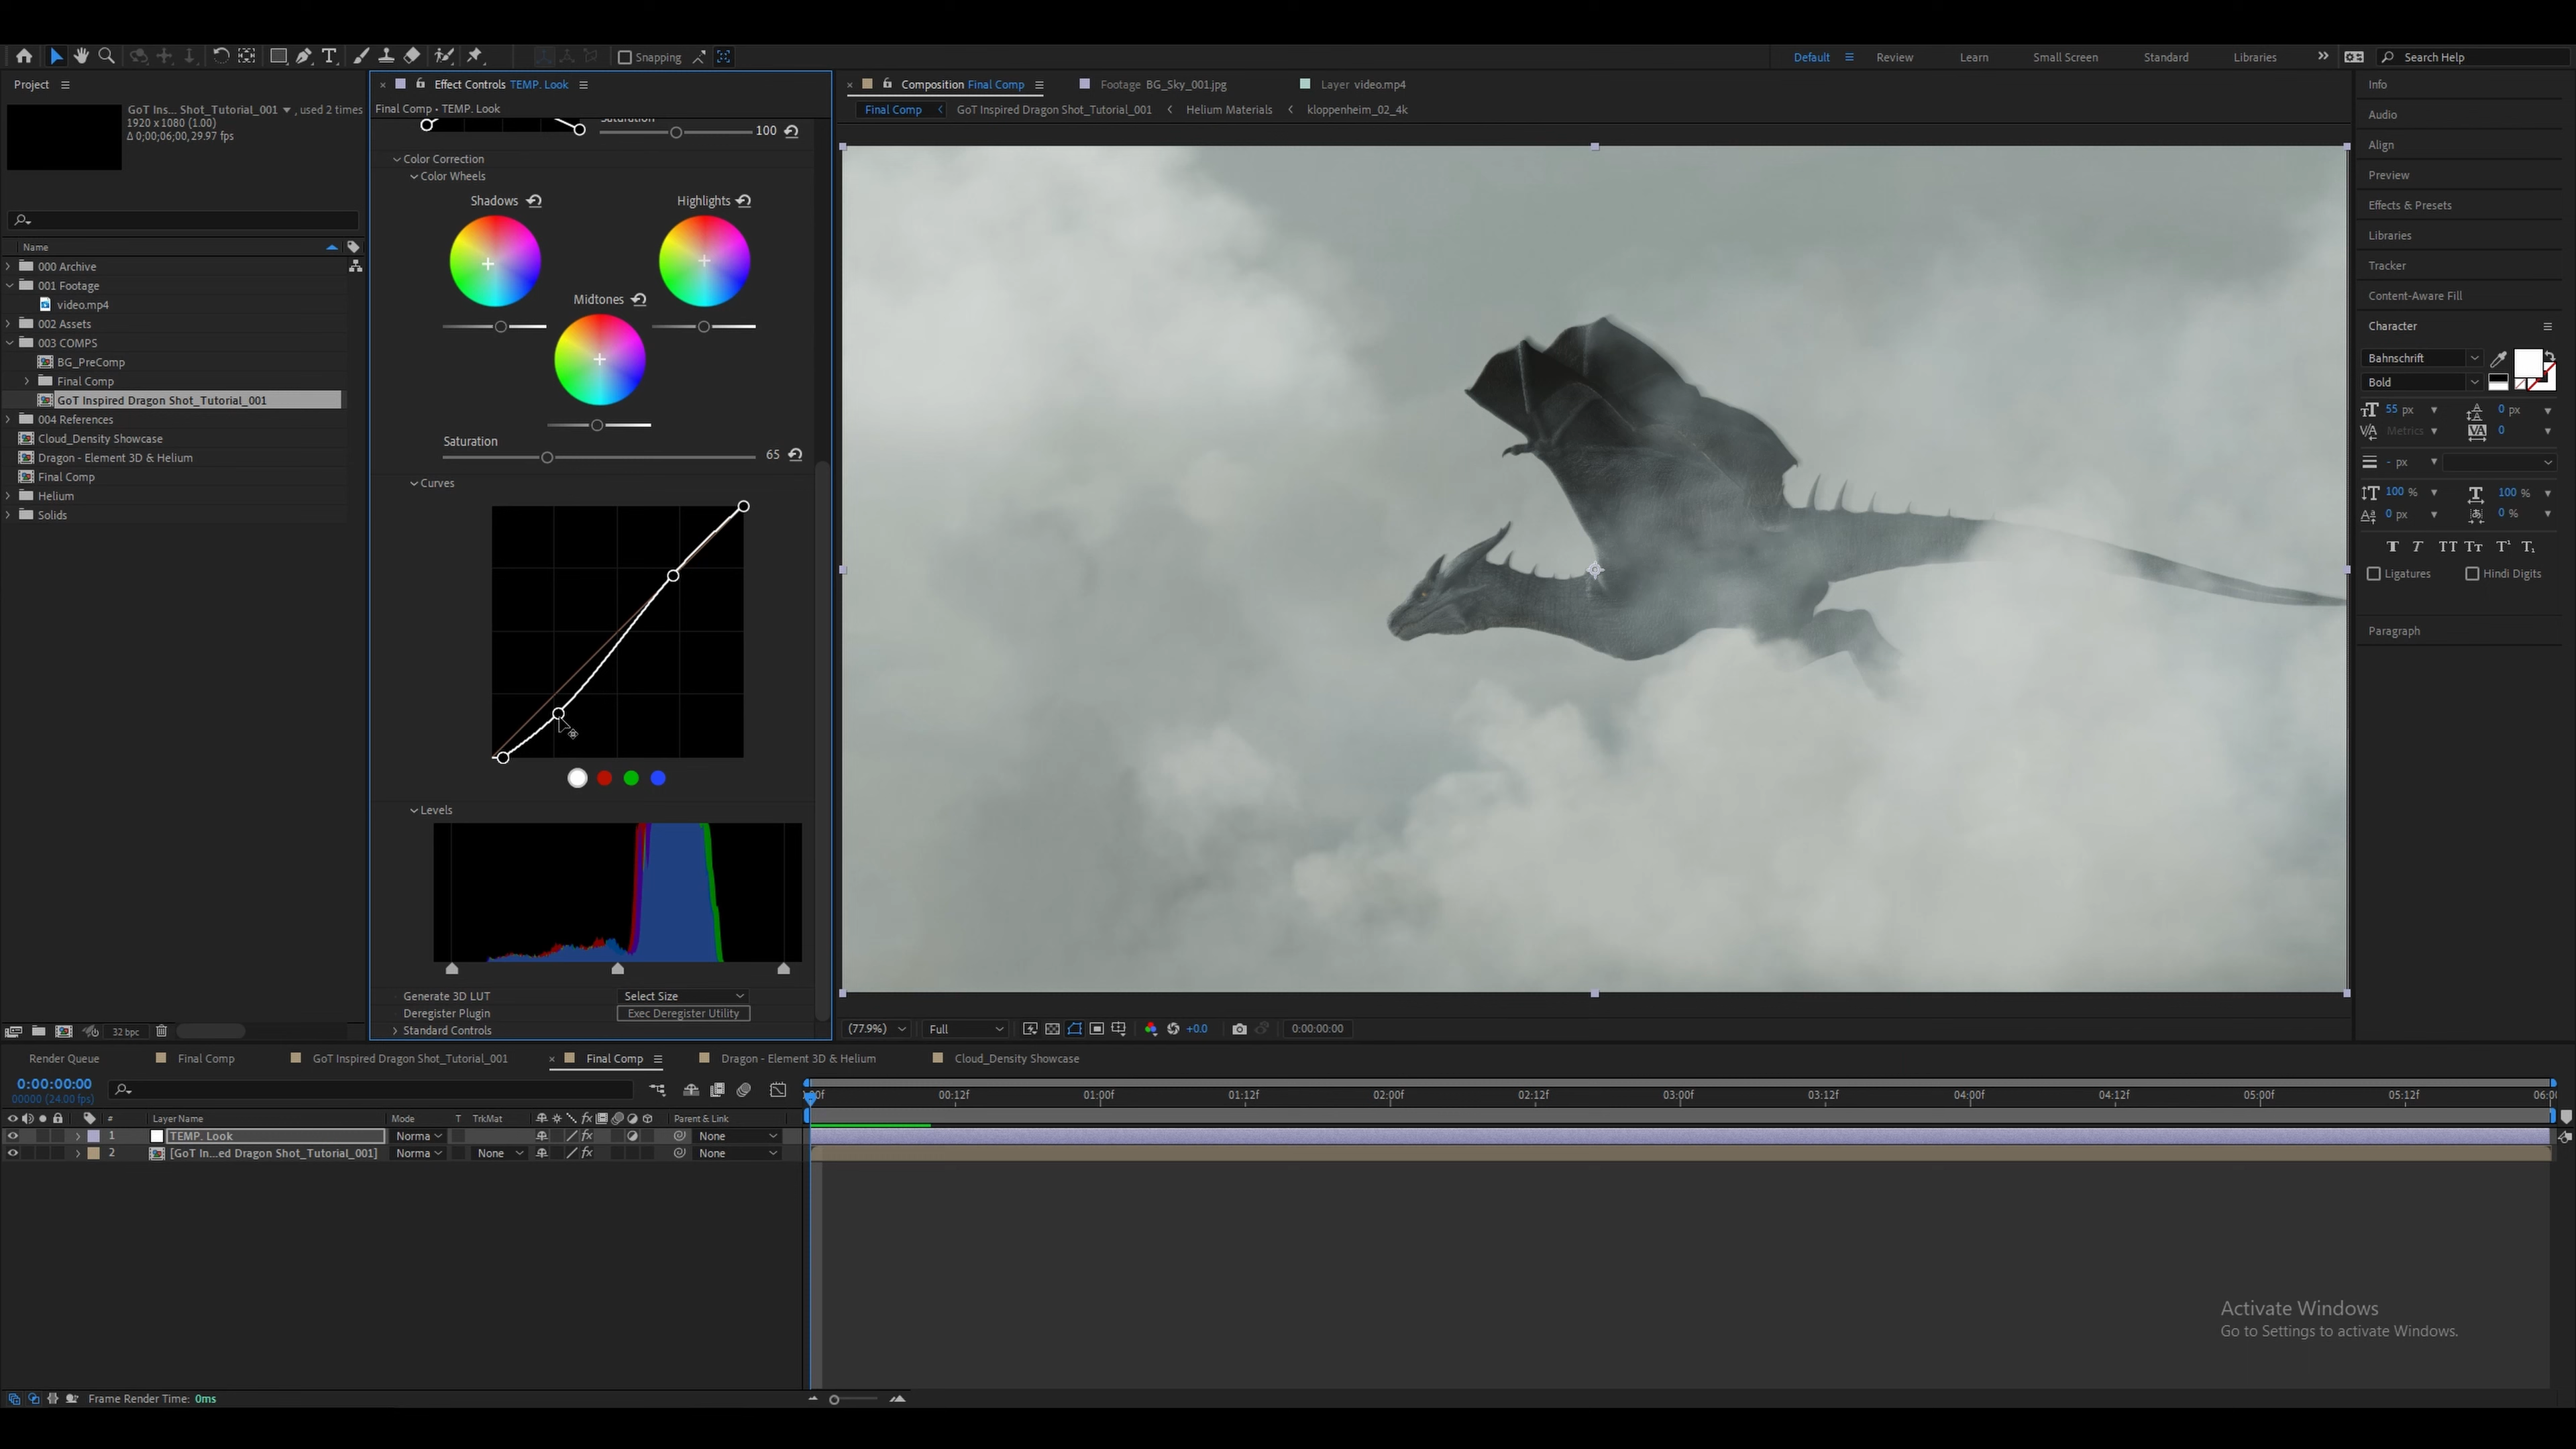 Snapping
Default
Review
Learn
Small Screen
Standard
Libraries
Search Help
Project
GoT Ins... Shot_Tutorial_001 , used 2 times
1920 x 1080 (1.00)
Δ 0;00;06;00, 29.97 fps
Name
000 Archive
001 Footage
video.mp4
002 Assets
003 COMPS
BG_PreComp
Final Comp
GoT Inspired Dragon Shot_Tutorial_001
004 References
Cloud_Density Showcase
Dragon - Element 3D & Helium
Final Comp
Helium
Solids
32 bpc
Effect Controls TEMP. Look
Final Comp • TEMP. Look
Saturation
100
Color Correction
Color Wheels
Shadows
Highlights
Midtones
Saturation
65
Curves
Levels
Generate 3D LUT
Select Size
Deregister Plugin
Exec Deregister Utility
Standard Controls
Composition Final Comp
Footage BG_Sky_001.jpg
Layer video.mp4
Final Comp
GoT Inspired Dragon Shot_Tutorial_001
Helium Materials
kloppenheim_02_4k
(77.9%)
Full
+0.0
0:00:00:00
Info
Audio
Align
Preview
Effects & Presets
Libraries
Tracker
Content-Aware Fill
Character
Bahnschrift
Bold
55 px
0 px
Metrics
0
- px
100 %
100 %
0 px
0 %
Ligatures
Hindi Digits
Paragraph
Render Queue
Final Comp
GoT Inspired Dragon Shot_Tutorial_001
Final Comp
Dragon - Element 3D & Helium
Cloud_Density Showcase
0:00:00:00
00000 (24.00 fps)
00:12f
01:00f
01:12f
02:00f
02:12f
03:00f
03:12f
04:00f
04:12f
05:00f
05:12f
# Layer Name
Mode
T
TrkMat
Parent & Link
1
TEMP. Look
Norma
None
2
[GoT In...ed Dragon Shot_Tutorial_001]
Norma
None
None
Activate Windows
Go to Settings to activate Windows.
Frame Render Time: 0ms